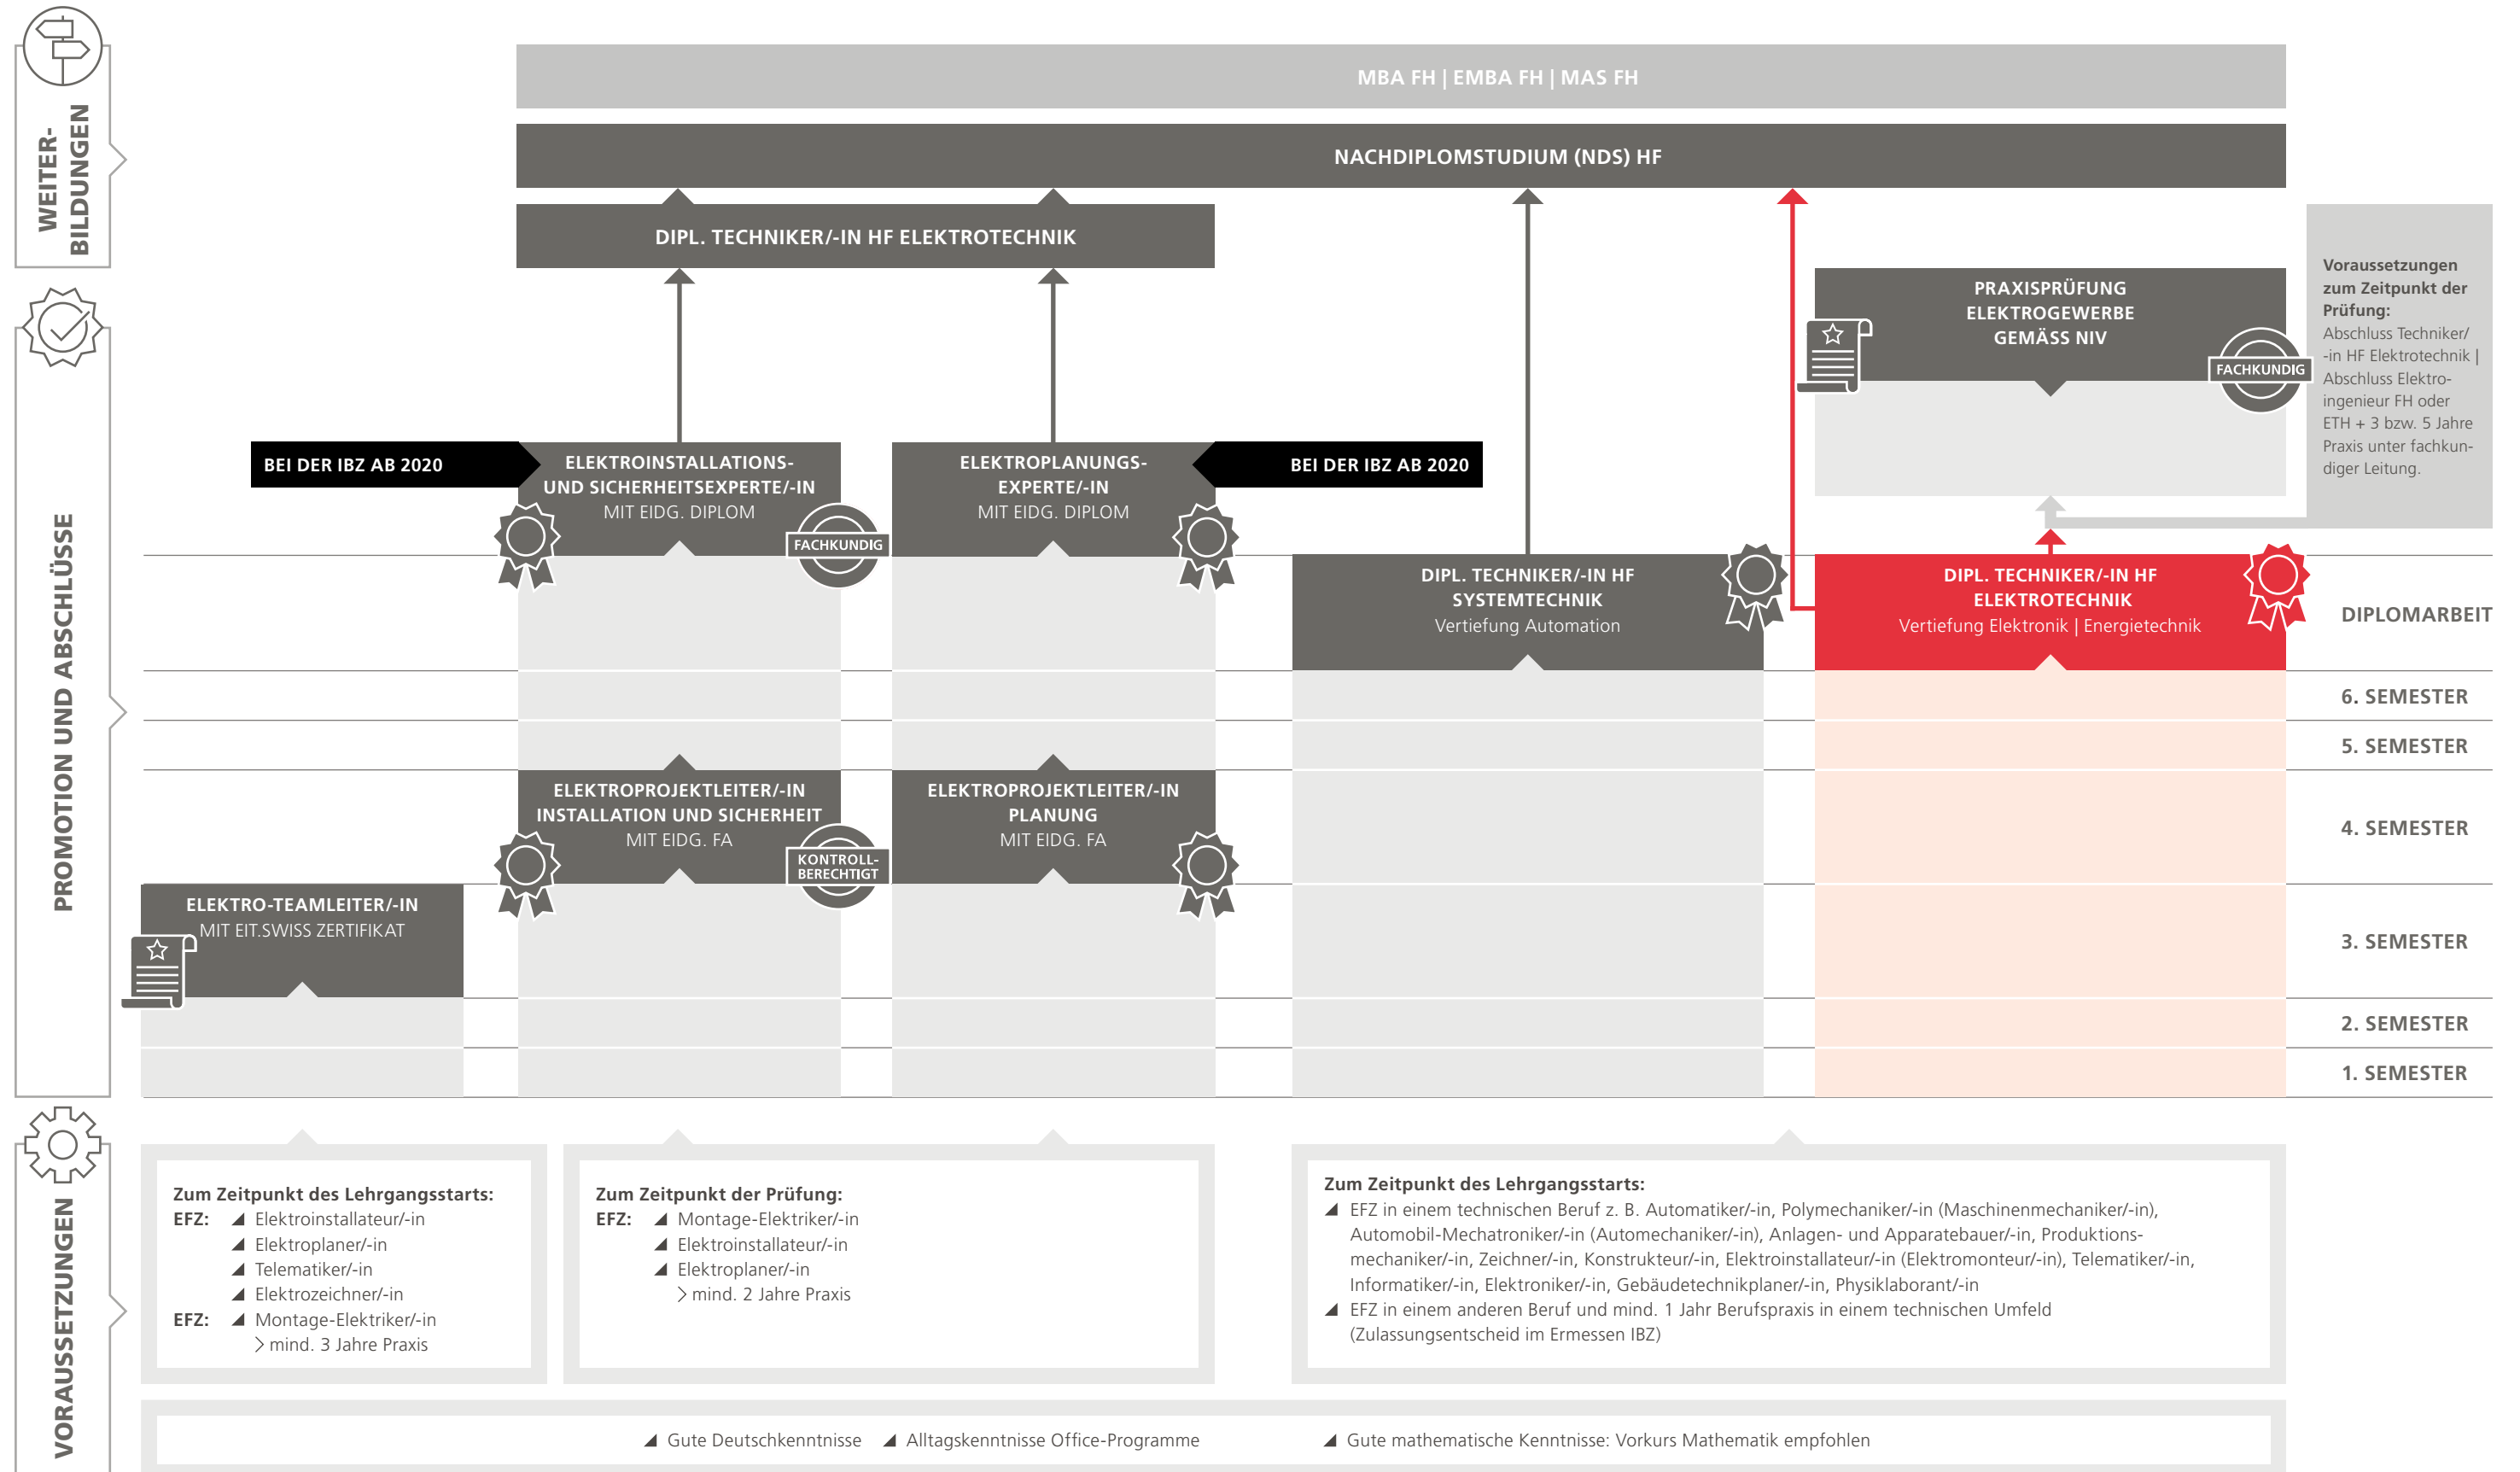 WEITER-
BILDUNGEN
MBA FH | EMBA FH | MAS FH
NACHDIPLOMSTUDIUM (NDS) HF
DIPL. TECHNIKER/-IN HF ELEKTROTECHNIK
PRAXISPRÜFUNG
ELEKTROGEWERBE
GEMÄSS NIV
FACHKUNDIG
Voraussetzungen
zum Zeitpunkt der
Prüfung:
Abschluss Techniker/
-in HF Elektrotechnik |
Abschluss Elektro-
ingenieur FH oder
ETH + 3 bzw. 5 Jahre
Praxis unter fachkun-
diger Leitung.
PROMOTION UND ABSCHLÜSSE
BEI DER IBZ AB 2020
ELEKTROINSTALLATIONS-
UND SICHERHEITSEXPERTE/-IN
MIT EIDG. DIPLOM
FACHKUNDIG
ELEKTROPLANUNGS-
EXPERTE/-IN
MIT EIDG. DIPLOM
BEI DER IBZ AB 2020
DIPL. TECHNIKER/-IN HF
SYSTEMTECHNIK
Vertiefung Automation
DIPL. TECHNIKER/-IN HF
ELEKTROTECHNIK
Vertiefung Elektronik | Energietechnik
DIPLOMARBEIT
6. SEMESTER
5. SEMESTER
ELEKTROPROJEKTLEITER/-IN
INSTALLATION UND SICHERHEIT
MIT EIDG. FA
KONTROLL-
BERECHTIGT
ELEKTROPROJEKTLEITER/-IN
PLANUNG
MIT EIDG. FA
4. SEMESTER
ELEKTRO-TEAMLEITER/-IN
MIT EIT.SWISS ZERTIFIKAT
3. SEMESTER
2. SEMESTER
1. SEMESTER
VORAUSSETZUNGEN
Zum Zeitpunkt des Lehrgangsstarts:
EFZ: ◢ Elektroinstallateur/-in
◢ Elektroplaner/-in
◢ Telematiker/-in
◢ Elektrozeichner/-in
EFZ: ◢ Montage-Elektriker/-in
> mind. 3 Jahre Praxis
Zum Zeitpunkt der Prüfung:
EFZ: ◢ Montage-Elektriker/-in
◢ Elektroinstallateur/-in
◢ Elektroplaner/-in
> mind. 2 Jahre Praxis
Zum Zeitpunkt des Lehrgangsstarts:
◢ EFZ in einem technischen Beruf z. B. Automatiker/-in, Polymechaniker/-in (Maschinenmechaniker/-in),
Automobil-Mechatroniker/-in (Automechaniker/-in), Anlagen- und Apparatebauer/-in, Produktions-
mechaniker/-in, Zeichner/-in, Konstrukteur/-in, Elektroinstallateur/-in (Elektromonteur/-in), Telematiker/-in,
Informatiker/-in, Elektroniker/-in, Gebäudetechnikplaner/-in, Physiklaborant/-in
◢ EFZ in einem anderen Beruf und mind. 1 Jahr Berufspraxis in einem technischen Umfeld
(Zulassungsentscheid im Ermessen IBZ)
◢ Gute Deutschkenntnisse ◢ Alltagskenntnisse Office-Programme ◢ Gute mathematische Kenntnisse: Vorkurs Mathematik empfohlen